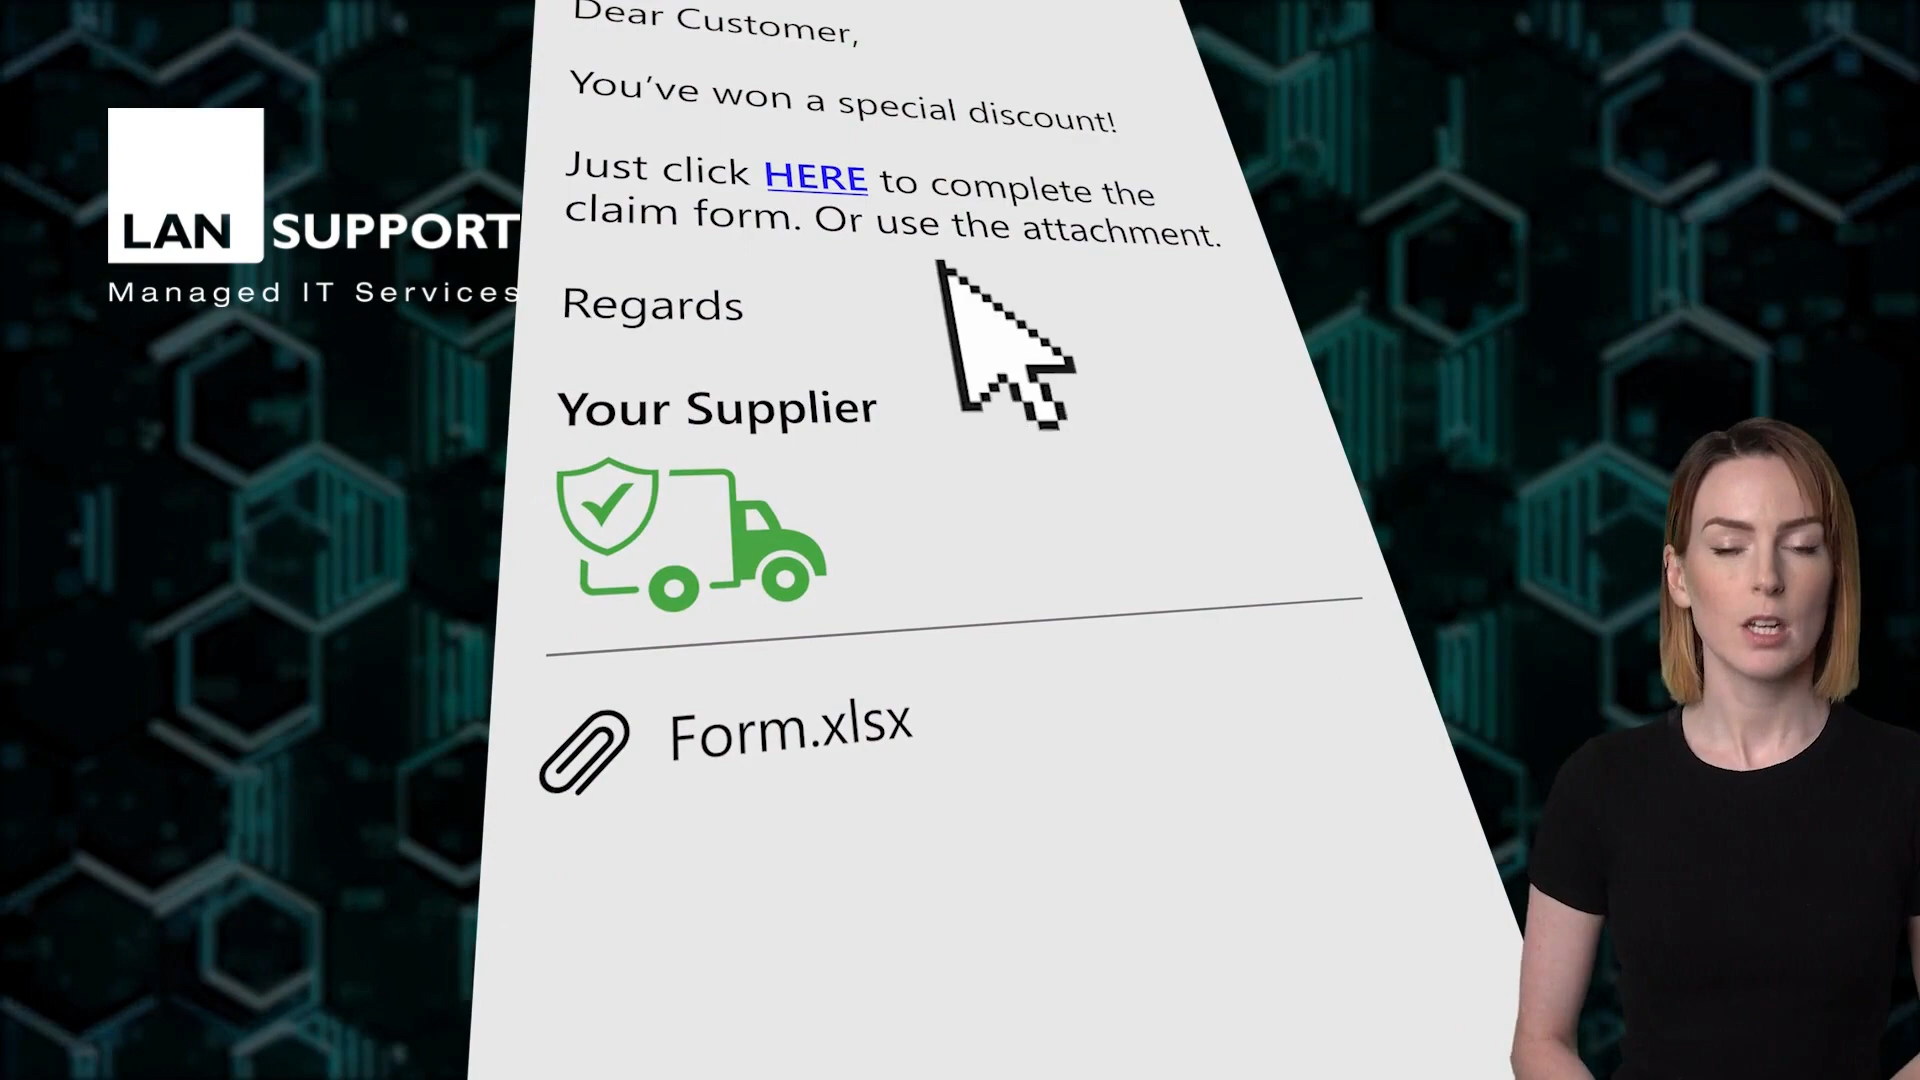 LAN SUPPORT
Managed IT Services
Dear Customer,
You’ve won a special discount!
Just click HERE to complete the
claim form. Or use the attachment.
Regards
Your Supplier
Form.xlsx